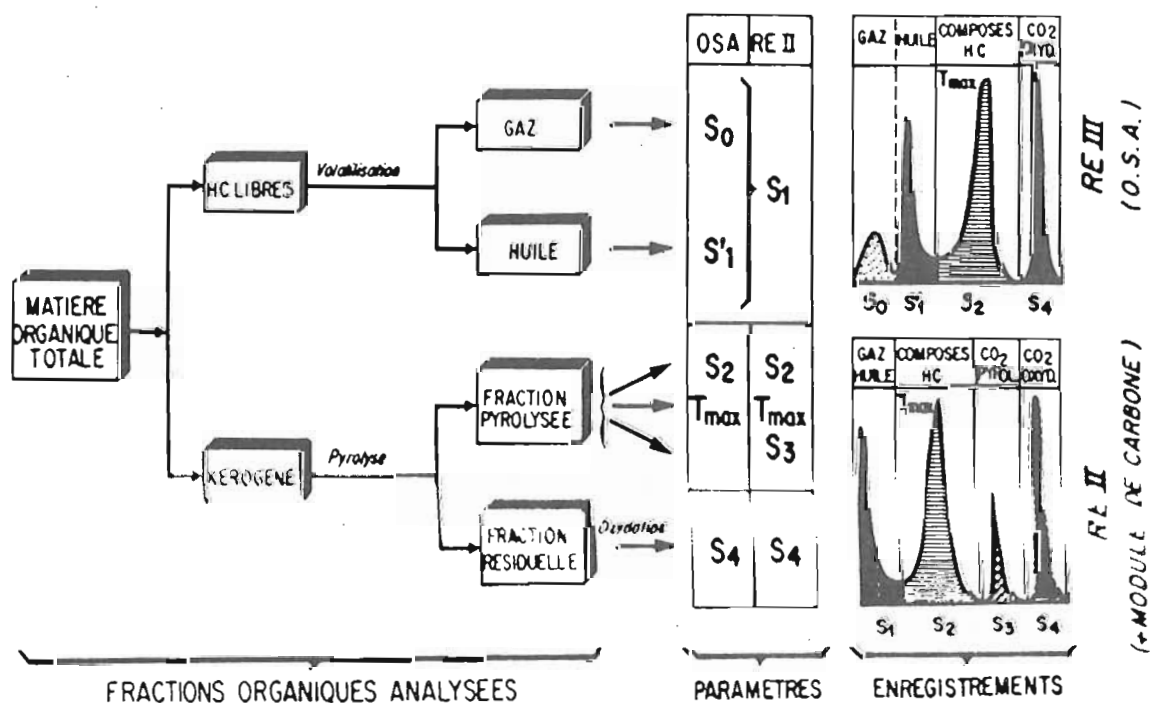 MATIÈRE
ORGANIQUE
TOTALE
HC LIBRES
Volatilisation
GAZ
HUILE
KEROGENE
Pyrolyse
FRACTION
PYROLYSEE
FRACTION
RESIDUELLE
Oxydation
OSA RE II
S0
S1
S'1
S2 S2
Tmax Tmax
S3
S4 S4
GAZ HUILE COMPOSES HC CO2 OXYD.
Tmax
S0 S'1 S2 S4
RE III
(O.S.A.)
GAZ HUILE COMPOSES HC CO2 PYROL CO2 OXYD.
Tmax
S1 S2 S3 S4
RE II
(+ MODULE DE CARBONE)
FRACTIONS ORGANIQUES ANALYSEES
PARAMETRES
ENREGISTREMENTS